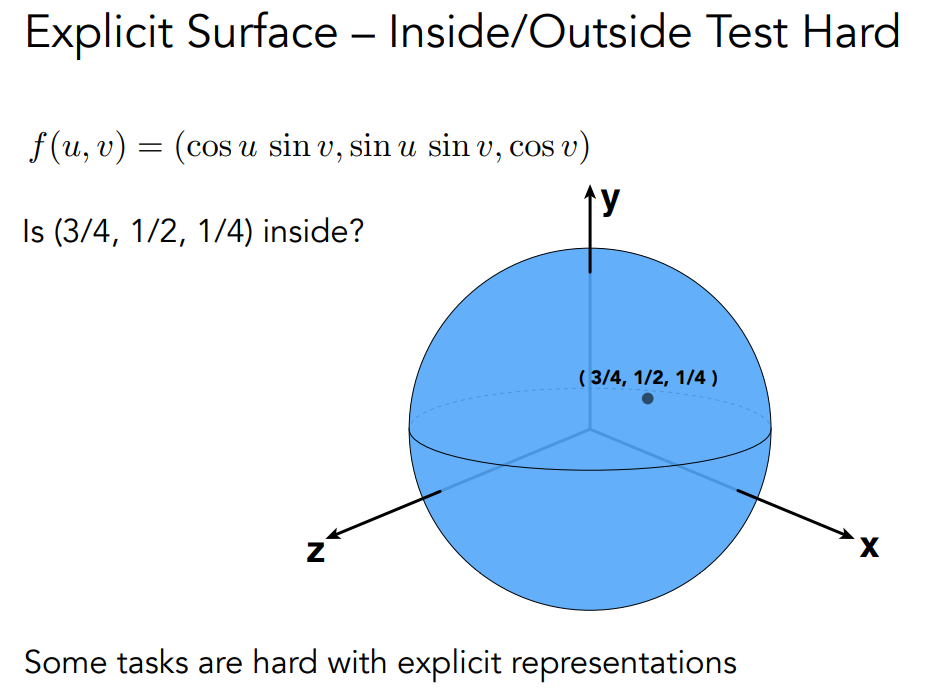 Explicit Surface – Inside/Outside Test Hard
f(u, v) = (cos u sin v, sin u sin v, cos v)
Is (3/4, 1/2, 1/4) inside?
y
( 3/4, 1/2, 1/4 )
z
x
Some tasks are hard with explicit representations